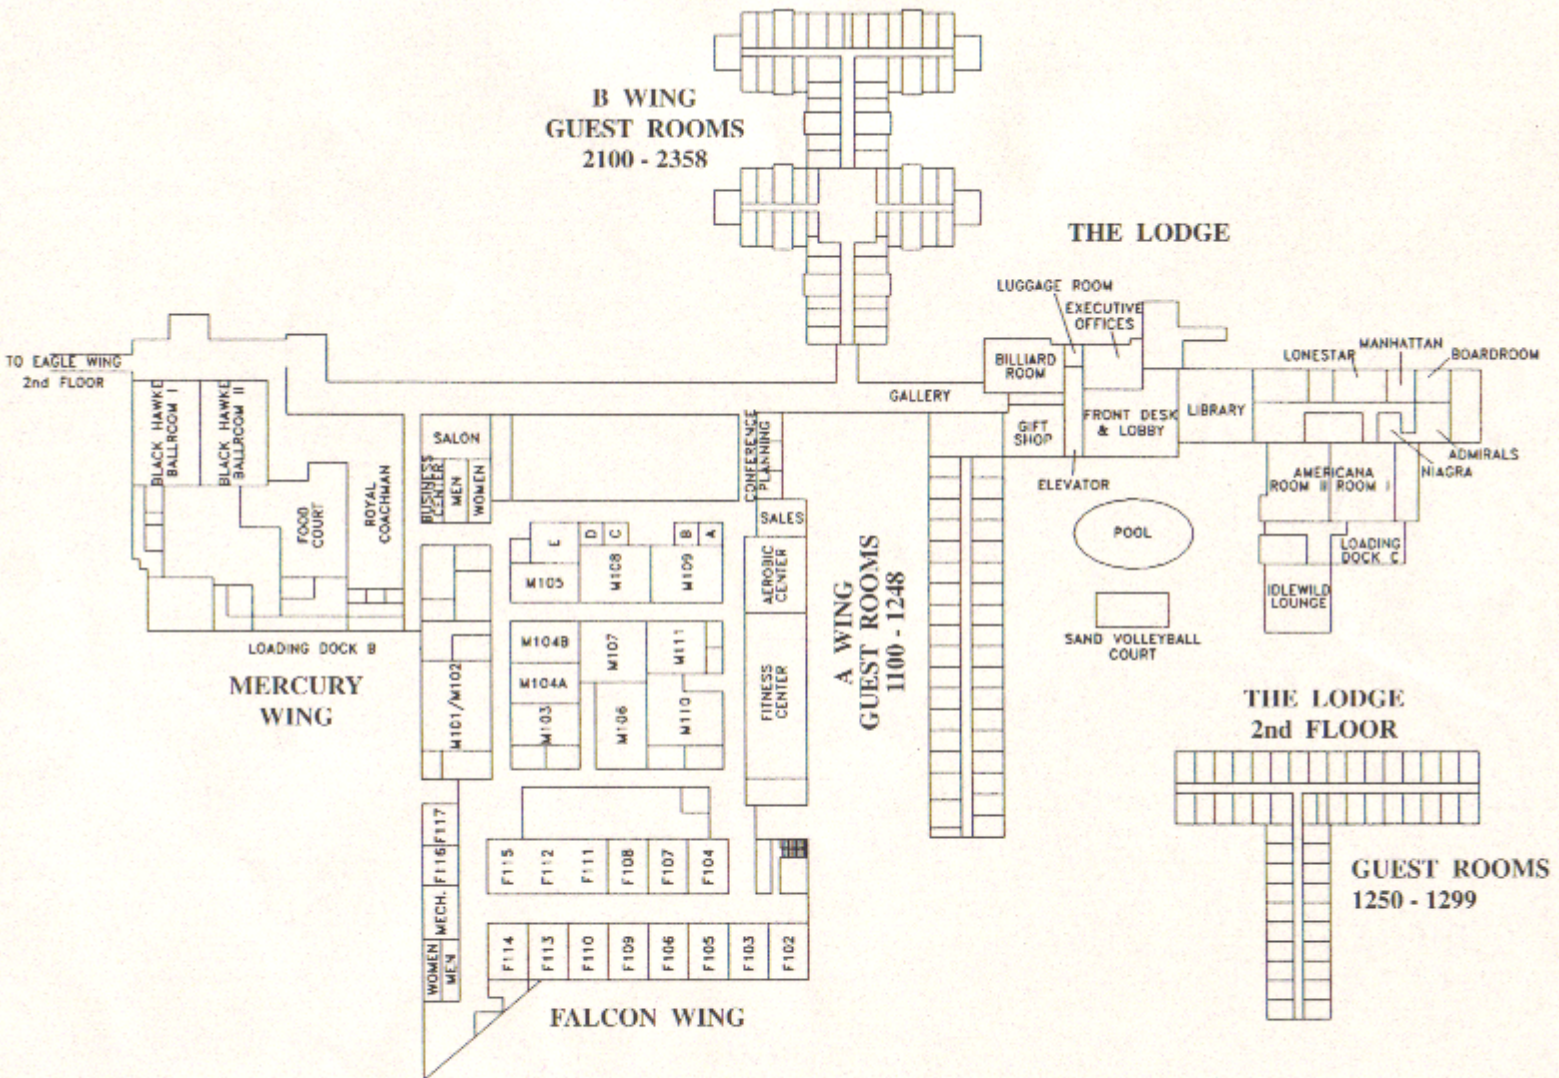 B WING
GUEST ROOMS
2100 - 2358
THE LODGE
LUGGAGE ROOM
EXECUTIVE
OFFICES
BILLIARD
ROOM
MANHATTAN
LONESTAR
BOARDROOM
TO EAGLE WING
2nd FLOOR
GALLERY
GIFT
SHOP
FRONT DESK
& LOBBY
LIBRARY
ADMIRALS
NIAGRA
ELEVATOR
AMERICANA
ROOM II ROOM I
BLACK HAWKE
BALLROOM I
BLACK HAWKE
BALLROOM II
FOOD
COURT
ROYAL
COACHMAN
SALON
BUSINESS
CENTER
MEN
WOMEN
CONFERENCE
PLANNING
SALES
POOL
LOADING
DOCK C
IDLEWILD
LOUNGE
E
D
C
B
A
M105
M108
M109
AEROBIC
CENTER
A WING
GUEST ROOMS
1100 - 1248
SAND VOLLEYBALL
COURT
LOADING DOCK B
MERCURY
WING
M101/M102
M104B
M104A
M103
M107
M106
M111
M110
FITNESS
CENTER
THE LODGE
2nd FLOOR
GUEST ROOMS
1250 - 1299
F117
F116
MECH.
WOMEN
MEN
F115
F112
F111
F108
F107
F104
F114
F113
F110
F109
F106
F105
F103
F102
FALCON WING